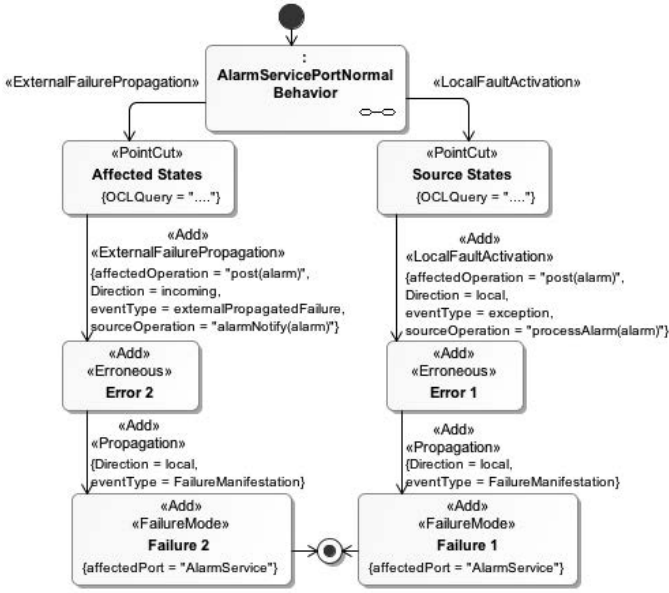 :
AlarmServicePortNormal
Behavior
«ExternalFailurePropagation»
«LocalFaultActivation»
«PointCut»
Affected States
{OCLQuery = "...."}
«PointCut»
Source States
{OCLQuery = "...."}
«Add»
«ExternalFailurePropagation»
{affectedOperation = "post(alarm)",
Direction = incoming,
eventType = externalPropagatedFailure,
sourceOperation = "alarmNotify(alarm)"}
«Add»
«LocalFaultActivation»
{affectedOperation = "post(alarm)",
Direction = local,
eventType = exception,
sourceOperation = "processAlarm(alarm)"}
«Add»
«Erroneous»
Error 2
«Add»
«Erroneous»
Error 1
«Add»
«Propagation»
{Direction = local,
eventType = FailureManifestation}
«Add»
«Propagation»
{Direction = local,
eventType = FailureManifestation}
«Add»
«FailureMode»
Failure 2
{affectedPort = "AlarmService"}
«Add»
«FailureMode»
Failure 1
{affectedPort = "AlarmService"}